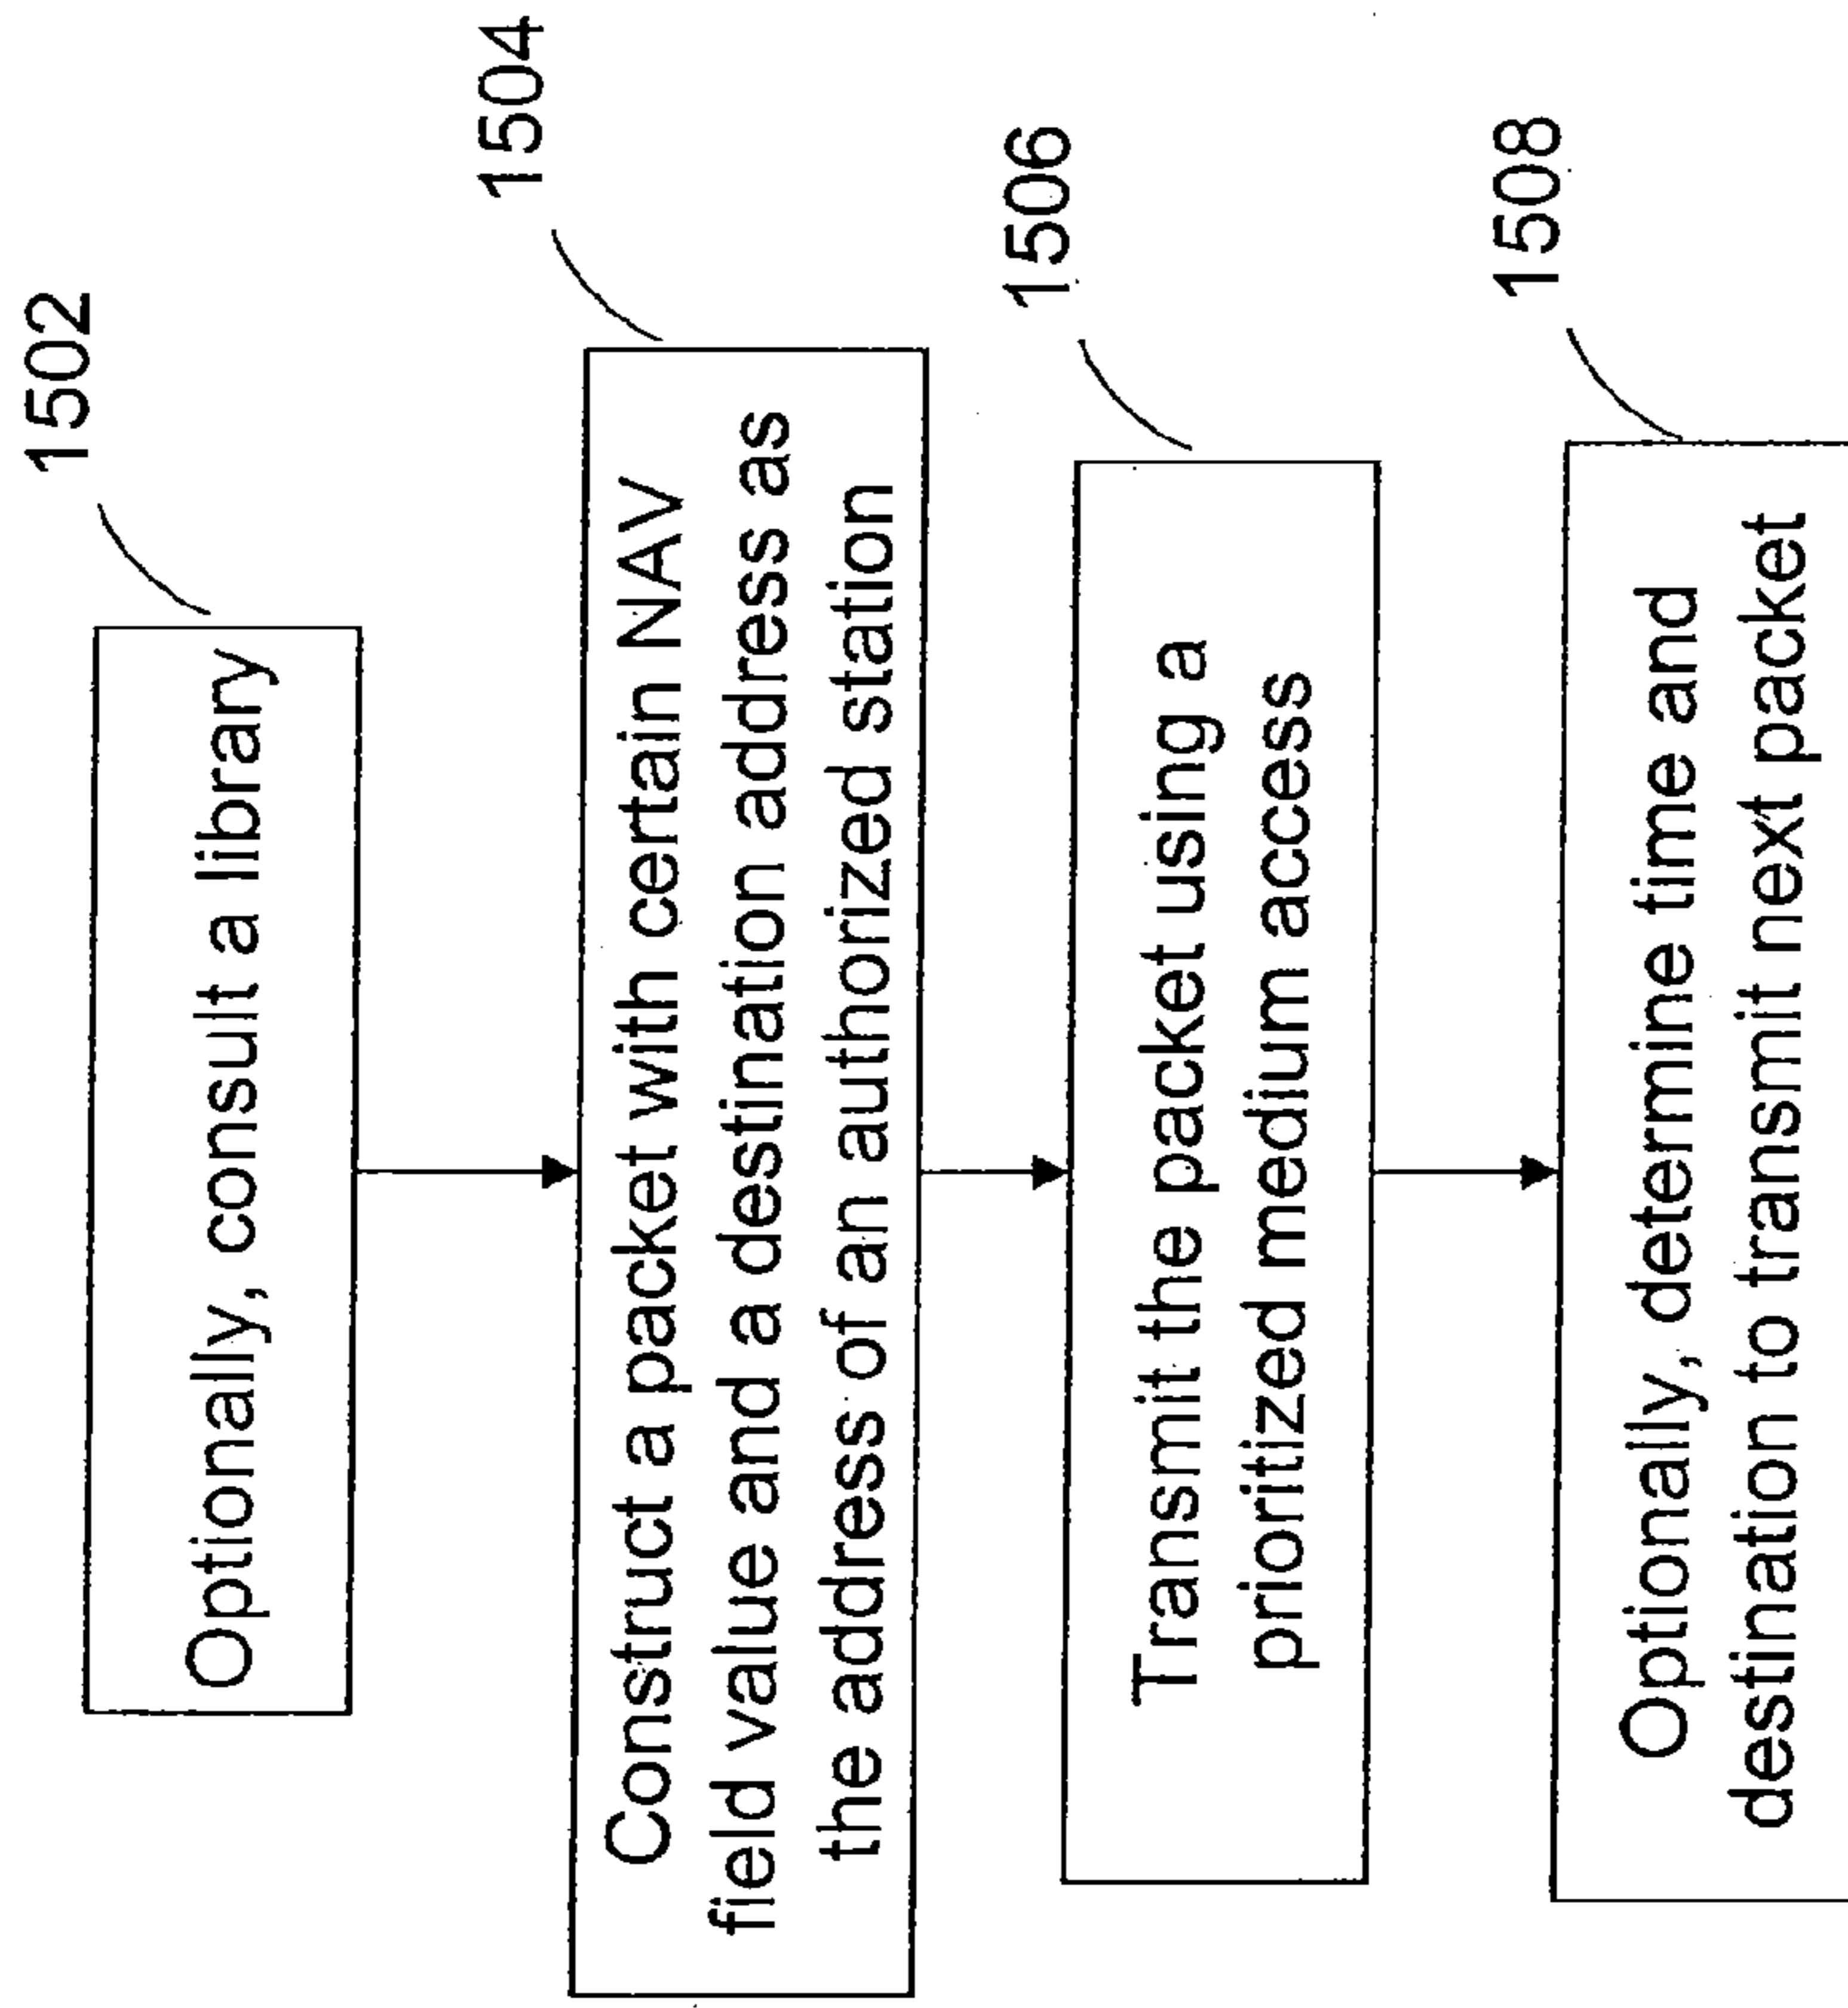 1502
Optionally, consult a library
1504
Construct a packet with certain NAV
field value and a destination address as
the address of an authorized station
1506
Transmit the packet using a
prioritized medium access
1508
Optionally, determine time and
destination to transmit next packet